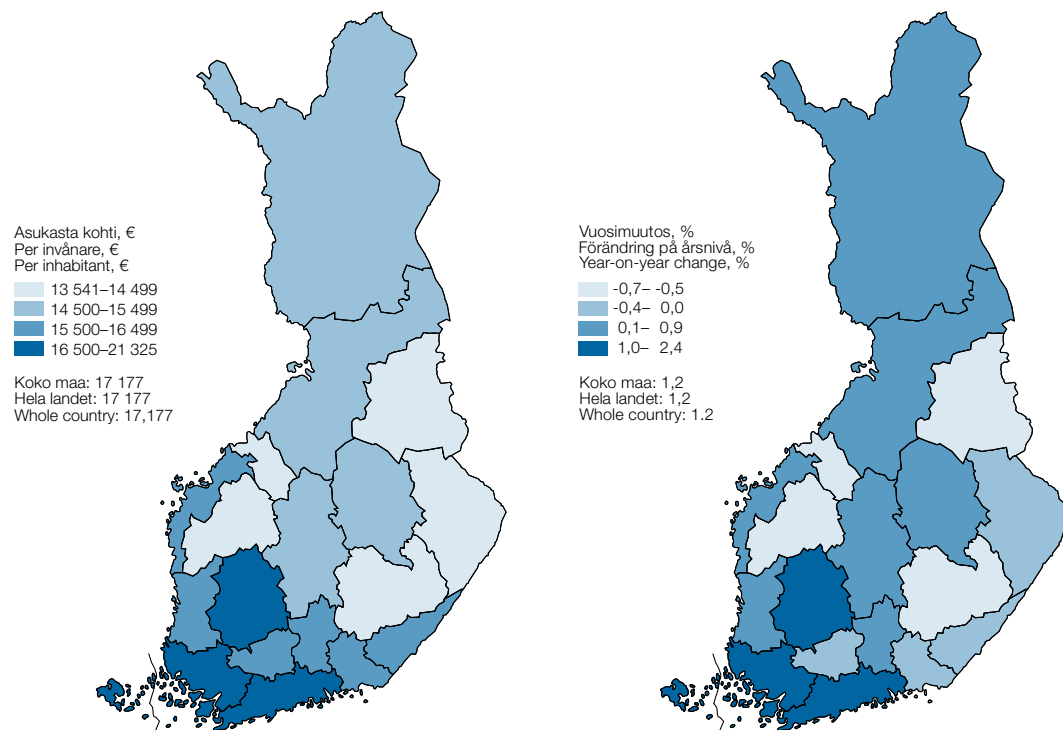 Asukasta kohti, €
Per invånare, €
Per inhabitant, €
13 541–14 499
14 500–15 499
15 500–16 499
16 500–21 325
Koko maa: 17 177
Hela landet: 17 177
Whole country: 17,177
Vuosimuutos, %
Förändring på årsnivå, %
Year-on-year change, %
-0,7– -0,5
-0,4– 0,0
0,1– 0,9
1,0– 2,4
Koko maa: 1,2
Hela landet: 1,2
Whole country: 1.2